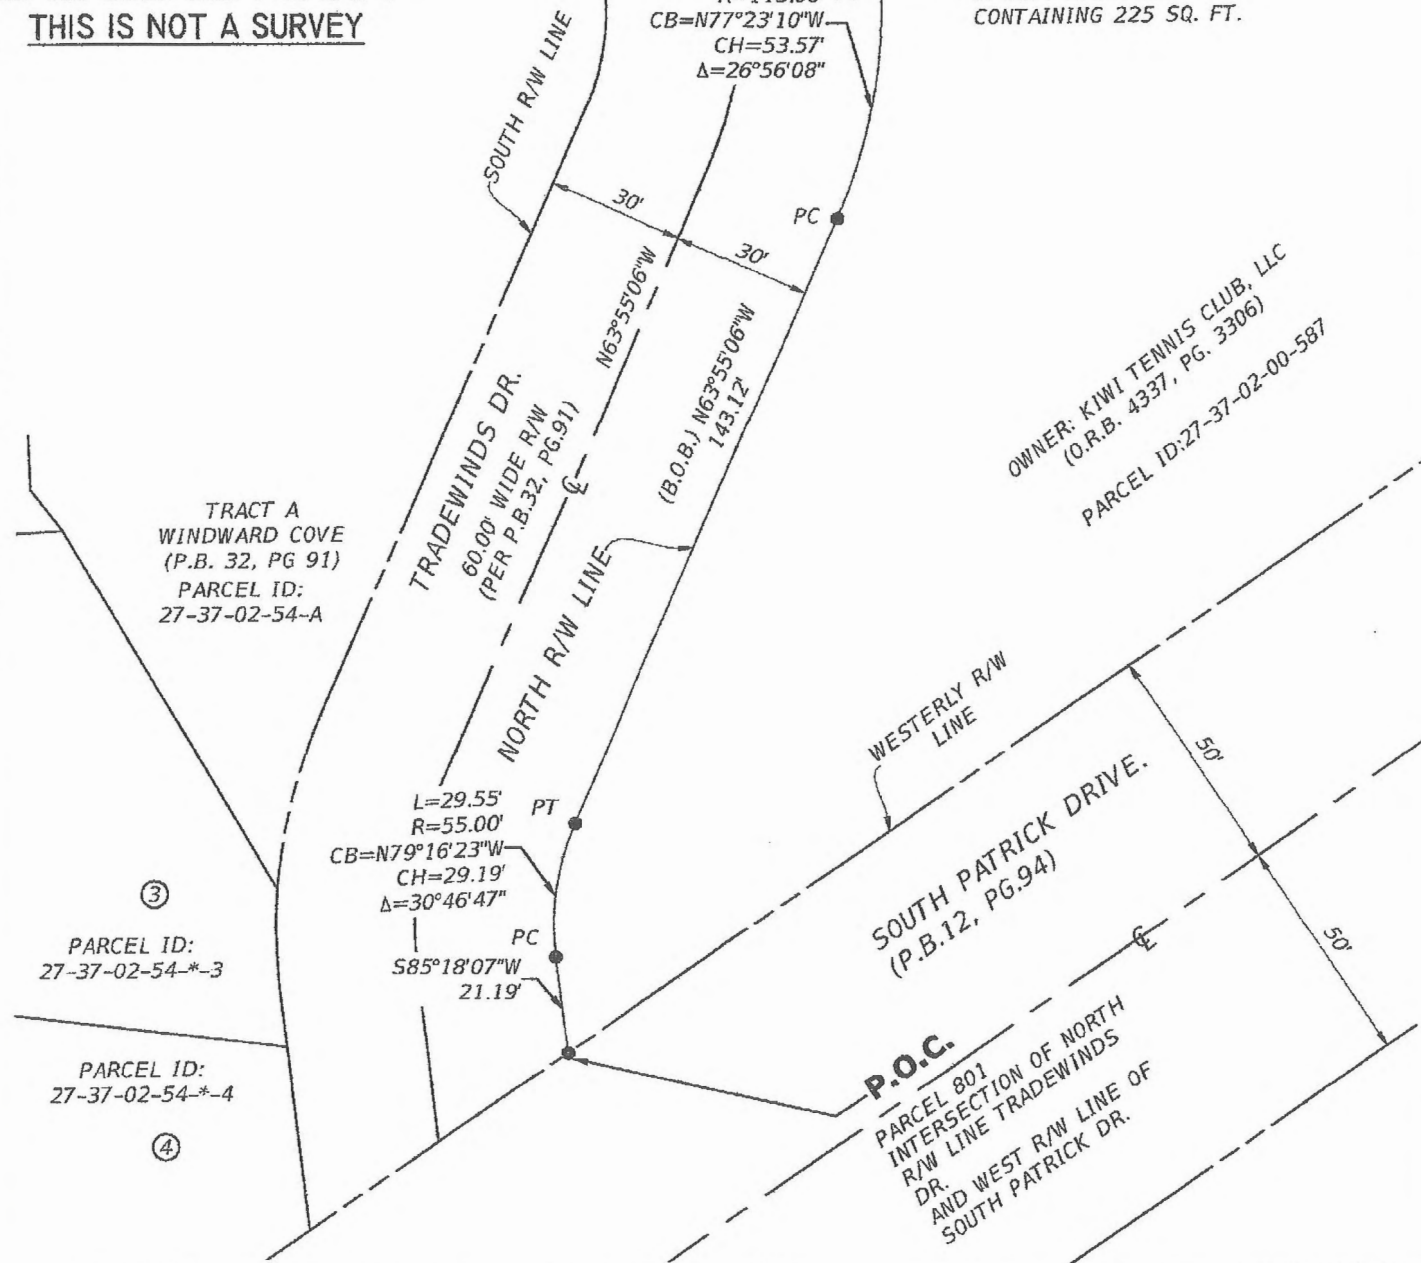 THIS IS NOT A SURVEY
CB=N77°23'10"W
CH=53.57'
Δ=26°56'08"
CONTAINING 225 SQ. FT.
SOUTH R/W LINE
30'
30'
PC
N63°55'06"W
(B.O.B.) N63°55'06"W
143.12'
OWNER: KIWI TENNIS CLUB, LLC
(O.R.B. 4337, PG. 3306)
PARCEL ID:27-37-02-00-587
TRADEWINDS DR.
60.00' WIDE R/W
(PER P.B.32, PG.91)
TRACT A
WINDWARD COVE
(P.B. 32, PG 91)
PARCEL ID:
27-37-02-54-A
NORTH R/W LINE
WESTERLY R/W
LINE
50'
50'
SOUTH PATRICK DRIVE.
(P.B.12, PG.94)
L=29.55'
R=55.00'
CB=N79°16'23"W
CH=29.19'
Δ=30°46'47"
PT
PC
S85°18'07"W
21.19'
3
PARCEL ID:
27-37-02-54-*-3
PARCEL ID:
27-37-02-54-*-4
4
P.O.C.
PARCEL 801
INTERSECTION OF NORTH
R/W LINE TRADEWINDS
DR.
AND WEST R/W LINE OF
SOUTH PATRICK DR.